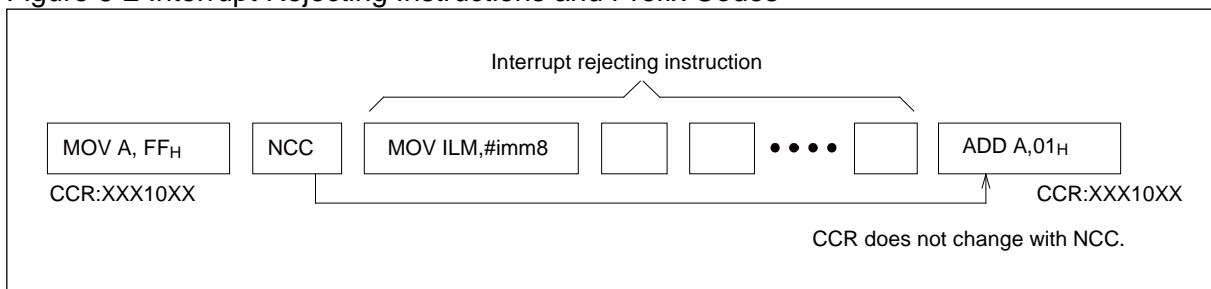 Figure 3-2 Interrupt Rejecting Instructions and Prefix Codes
Interrupt rejecting instruction
MOV A, FFH
NCC
MOV ILM,#imm8
ADD A,01H
CCR:XXX10XX
CCR:XXX10XX
CCR does not change with NCC.